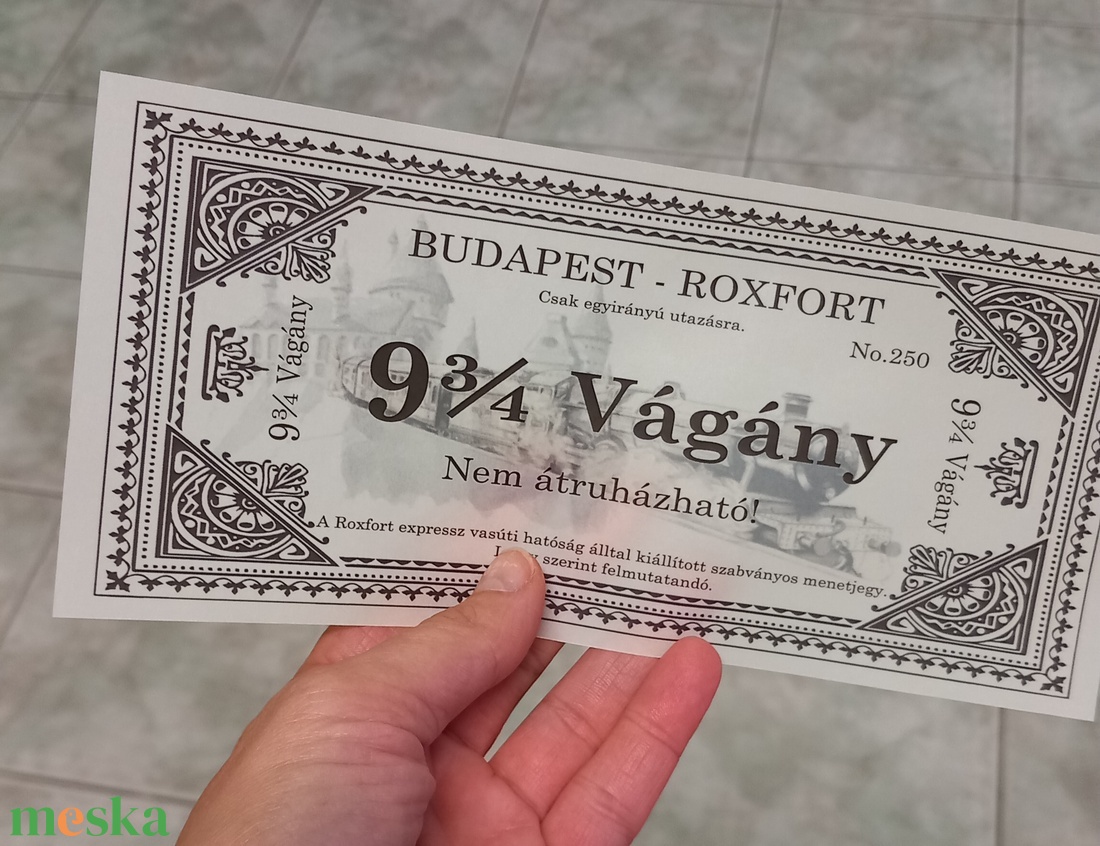 BUDAPEST - ROXFORT
Csak egyirányú utazásra.
No.250
9¾ Vágány
9¾ Vágány
9¾ Vágány
Nem átruházható!
A Roxfort expressz vasúti hatóság álltal kiállított szabványos menetjegy.
szerint felmutatandó.
meska